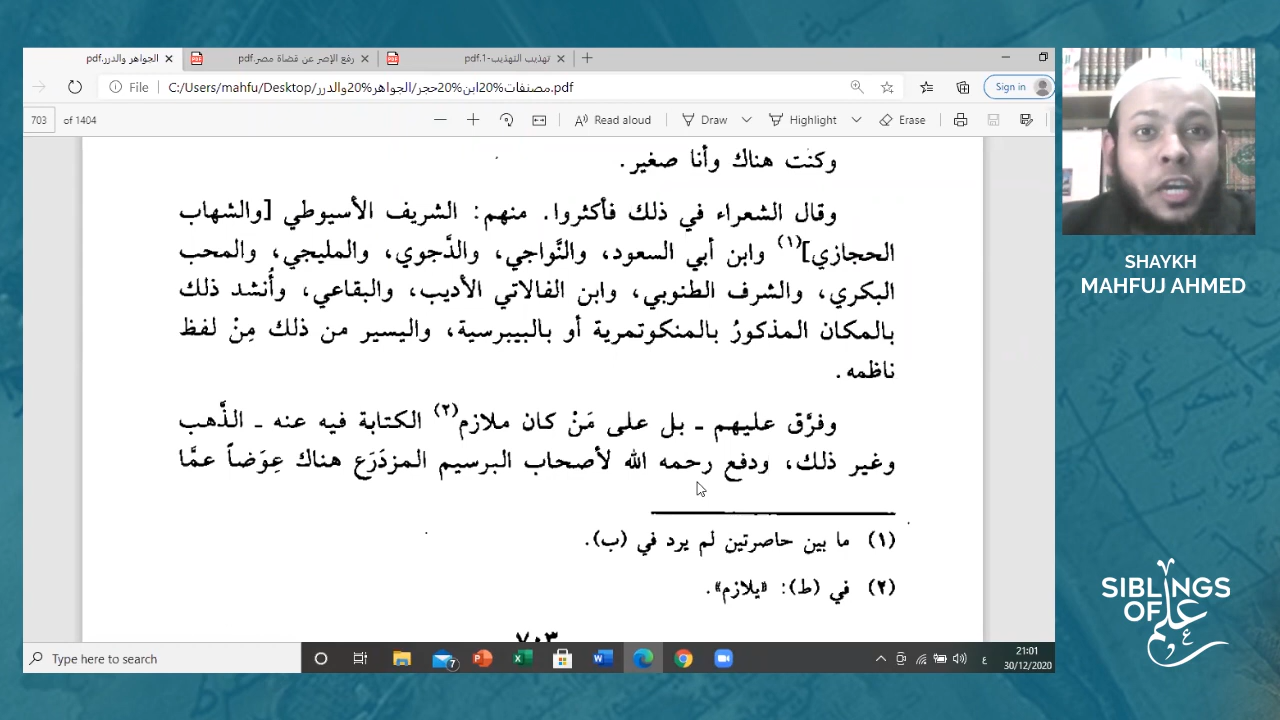 الجواهر والدرر.pdf
رفع الإصر عن قضاة مصر.pdf
تهذيب التهذيب-1.pdf
File
C:/Users/mahfu/Desktop/مصنفات%20ابن%20حجر/الجواهر%20والدرر.pdf
Sign in
703 of 1404
Read aloud
Draw
Highlight
Erase
وكنت هناك وأنا صغير.
وقال الشعراء في ذلك فأكثروا. منهم: الشريف الأسيوطي [والشهاب
الحجازي](١) وابن أبي السعود، والنَّواجي، والدَّجوي، والمليجي، والمحب
البكري، والشرف الطنوبي، وابن الفالاتي الأديب، والبقاعي، وأُنشد ذلك
بالمكان المذكورُ بالمنكوتمرية أو بالبيبرسية، واليسير من ذلك مِنْ لفظ
ناظمه.
وفرَّق عليهم ـ بل على مَنْ كان ملازم(٢) الكتابة فيه عنه ـ الذَّهب
وغير ذلك، ودفع رحمه الله لأصحاب البرسيم المزدَرَع هناك عِوَضاً عمَّا
(١) ما بين حاصرتين لم يرد في (ب).
(٢) في (ط): «يلازم».
٧٠٣
Type here to search
7
ع
21:01
30/12/2020
SHAYKH
MAHFUJ AHMED
SIBLINGS
OF علم